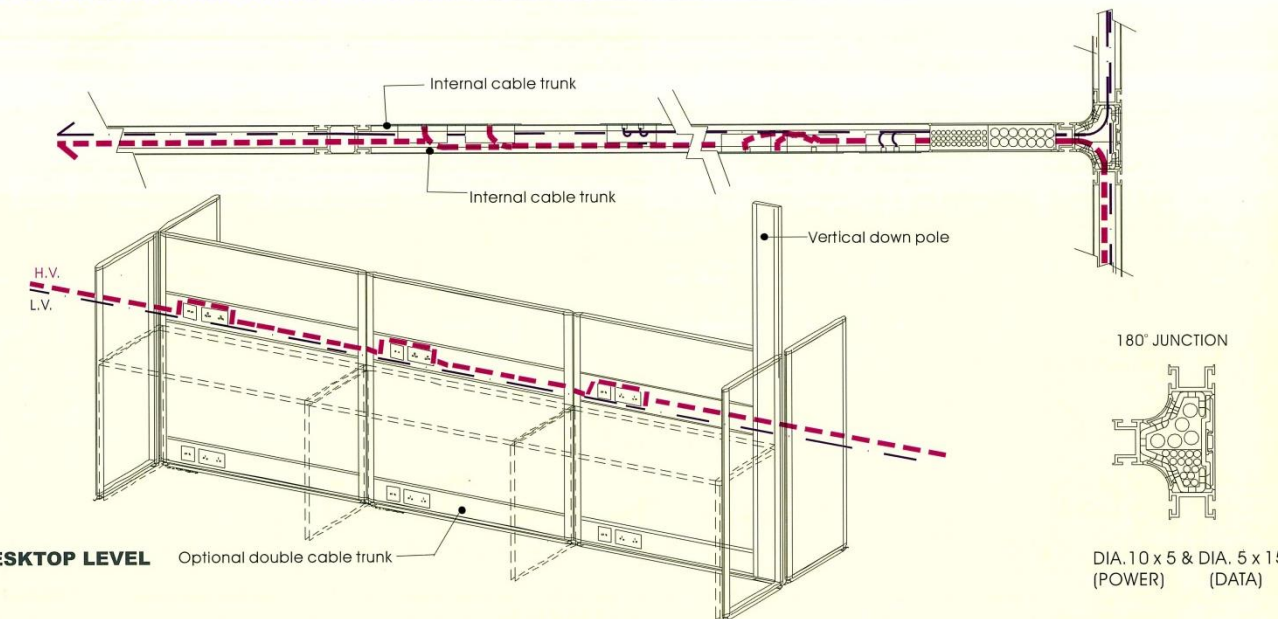 Internal cable trunk
Internal cable trunk
Vertical down pole
H.V.
L.V.
180° JUNCTION
ESKTOP LEVEL
Optional double cable trunk
DIA.10 x 5 & DIA. 5 x 15
(POWER) (DATA)